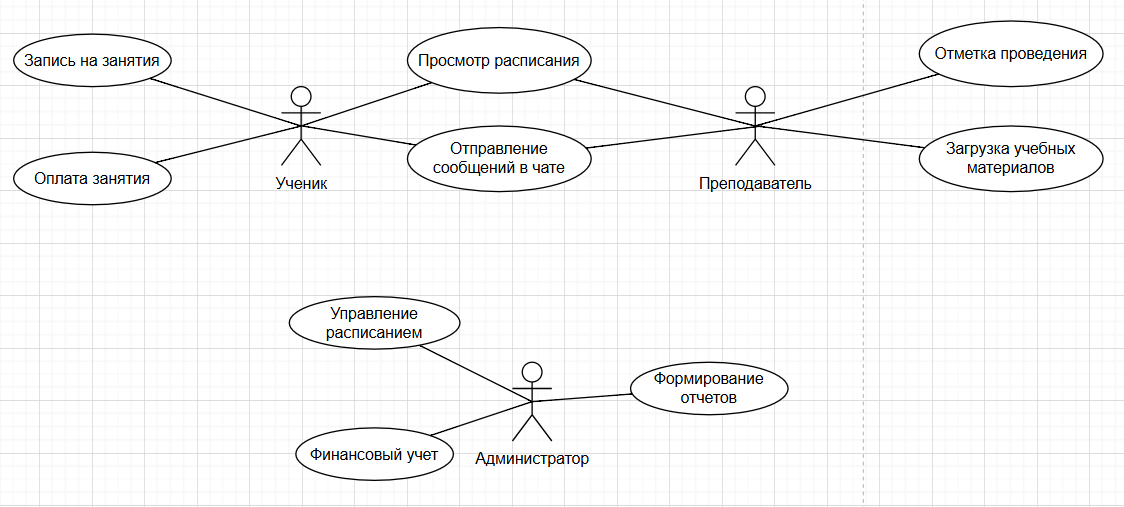 Запись на занятия
Просмотр расписания
Отметка проведения
Оплата занятия
Отправление
сообщений в чате
Загрузка учебных
материалов
Ученик
Преподаватель
Управление
расписанием
Формирование
отчетов
Финансовый учет
Администратор